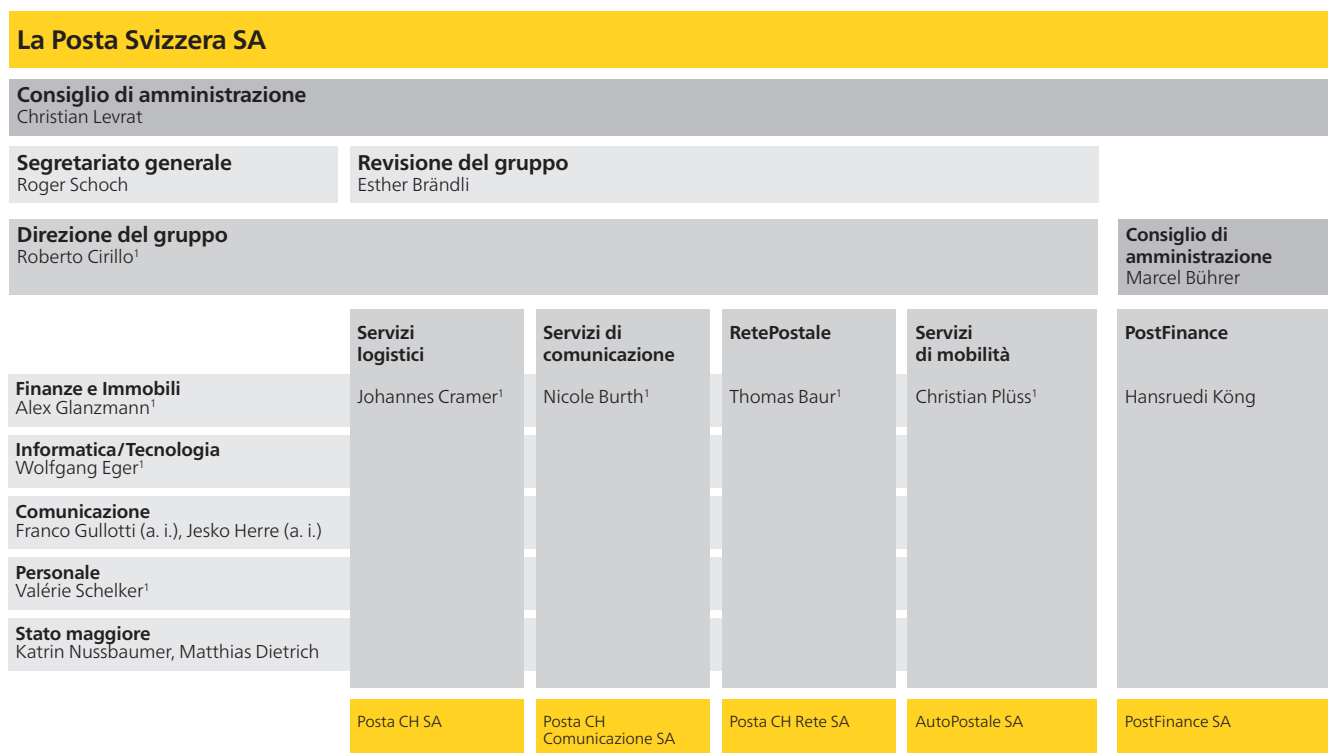 La Posta Svizzera SA
Consiglio di amministrazione
Christian Levrat
Segretariato generale
Roger Schoch
Revisione del gruppo
Esther Brändli
Direzione del gruppo
Roberto Cirillo¹
Consiglio di
amministrazione
Marcel Bührer
Servizi
logistici
Johannes Cramer¹
Servizi di
comunicazione
Nicole Burth¹
RetePostale
Thomas Baur¹
Servizi
di mobilità
Christian Plüss¹
PostFinance
Hansruedi Köng
Finanze e Immobili
Alex Glanzmann¹
Informatica/Tecnologia
Wolfgang Eger¹
Comunicazione
Franco Gullotti (a. i.), Jesko Herre (a. i.)
Personale
Valérie Schelker¹
Stato maggiore
Katrin Nussbaumer, Matthias Dietrich
Posta CH SA
Posta CH
Comunicazione SA
Posta CH Rete SA
AutoPostale SA
PostFinance SA